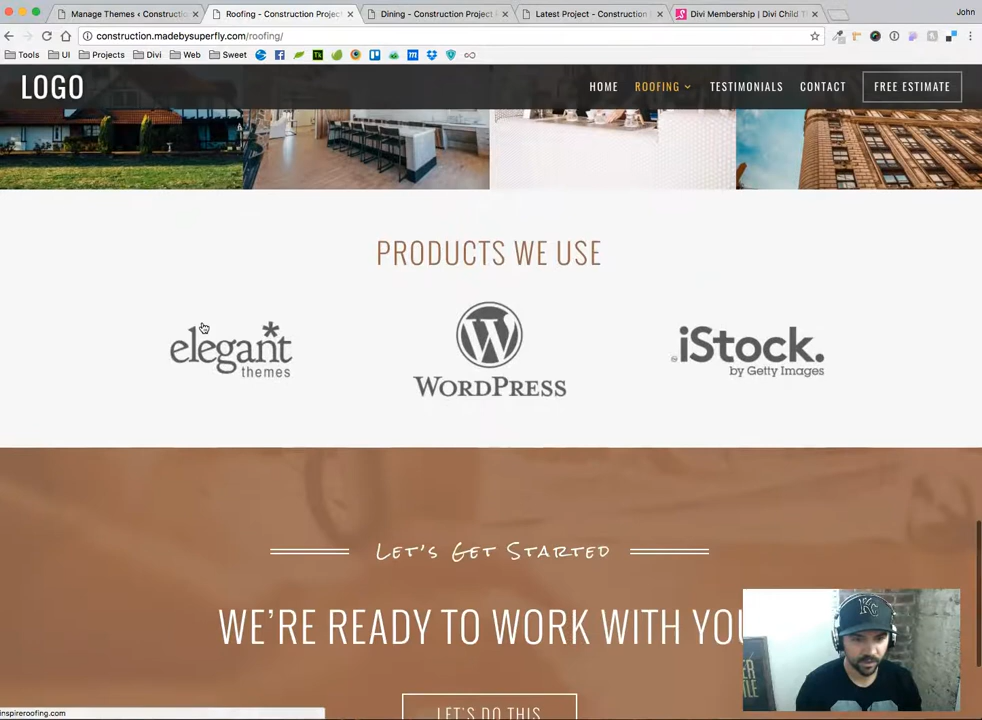 Manage Themes ‹ Constructio
Roofing - Construction Project
Dining - Construction Project
Latest Project - Construction
Divi Membership | Divi Child T
John
construction.madebysuperfly.com/roofing/
Tools
UI
Projects
Divi
Web
Sweet
LOGO
HOME
ROOFING
TESTIMONIALS
CONTACT
FREE ESTIMATE
PRODUCTS WE USE
elegant
themes
WORDPRESS
iStock.
by Getty Images
Let's Get Started
WE'RE READY TO WORK WITH YOU
LET'S DO THIS
inspireroofing.com